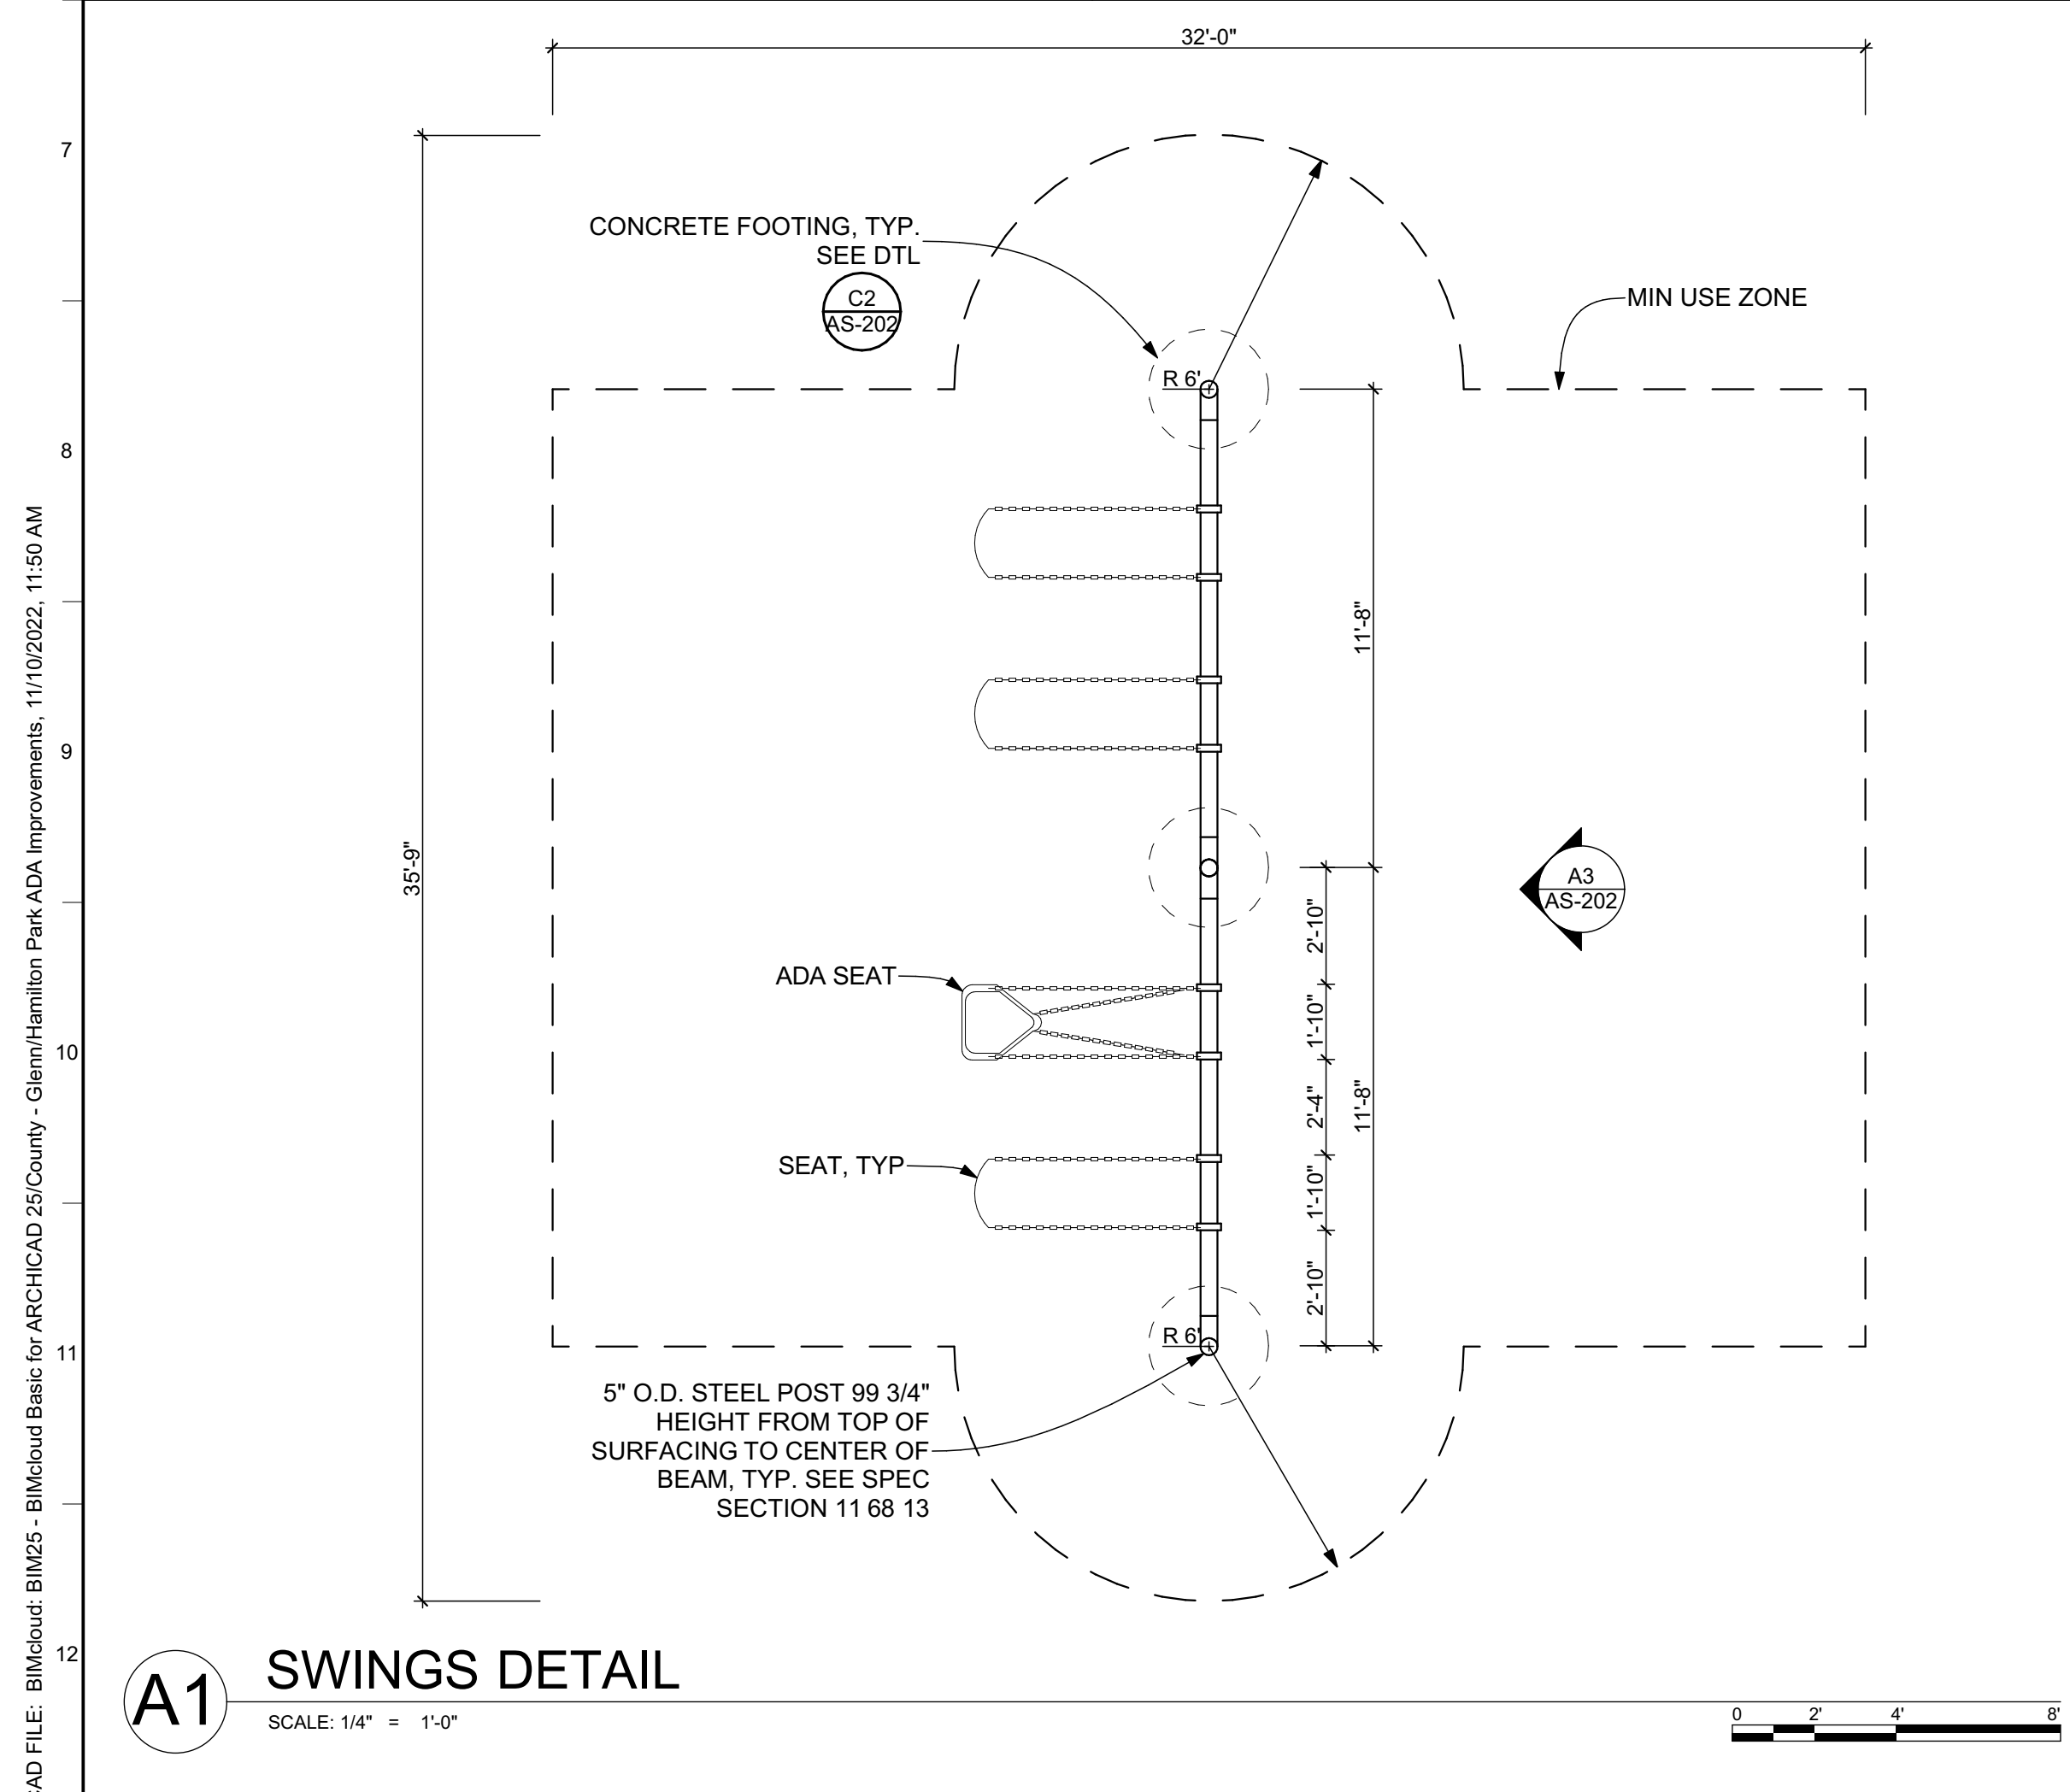 32'-0"
7
CONCRETE FOOTING, TYP.
SEE DTL
C2
AS-202
MIN USE ZONE
R 6'
8
11'-8"
9
35'-9"
2'-10"
A3
AS-202
ADA SEAT
1'-10"
10
2'-4"
11'-8"
SEAT, TYP
1'-10"
2'-10"
R 6'
11
5" O.D. STEEL POST 99 3/4"
HEIGHT FROM TOP OF
SURFACING TO CENTER OF
BEAM, TYP. SEE SPEC
SECTION 11 68 13
12
A1
SWINGS DETAIL
SCALE: 1/4" = 1'-0"
0 2' 4' 8'
CAD FILE: BIMcloud: BIM25 - BIMcloud Basic for ARCHICAD 25/County - Glenn/Hamilton Park ADA Improvements, 11/10/2022, 11:50 AM